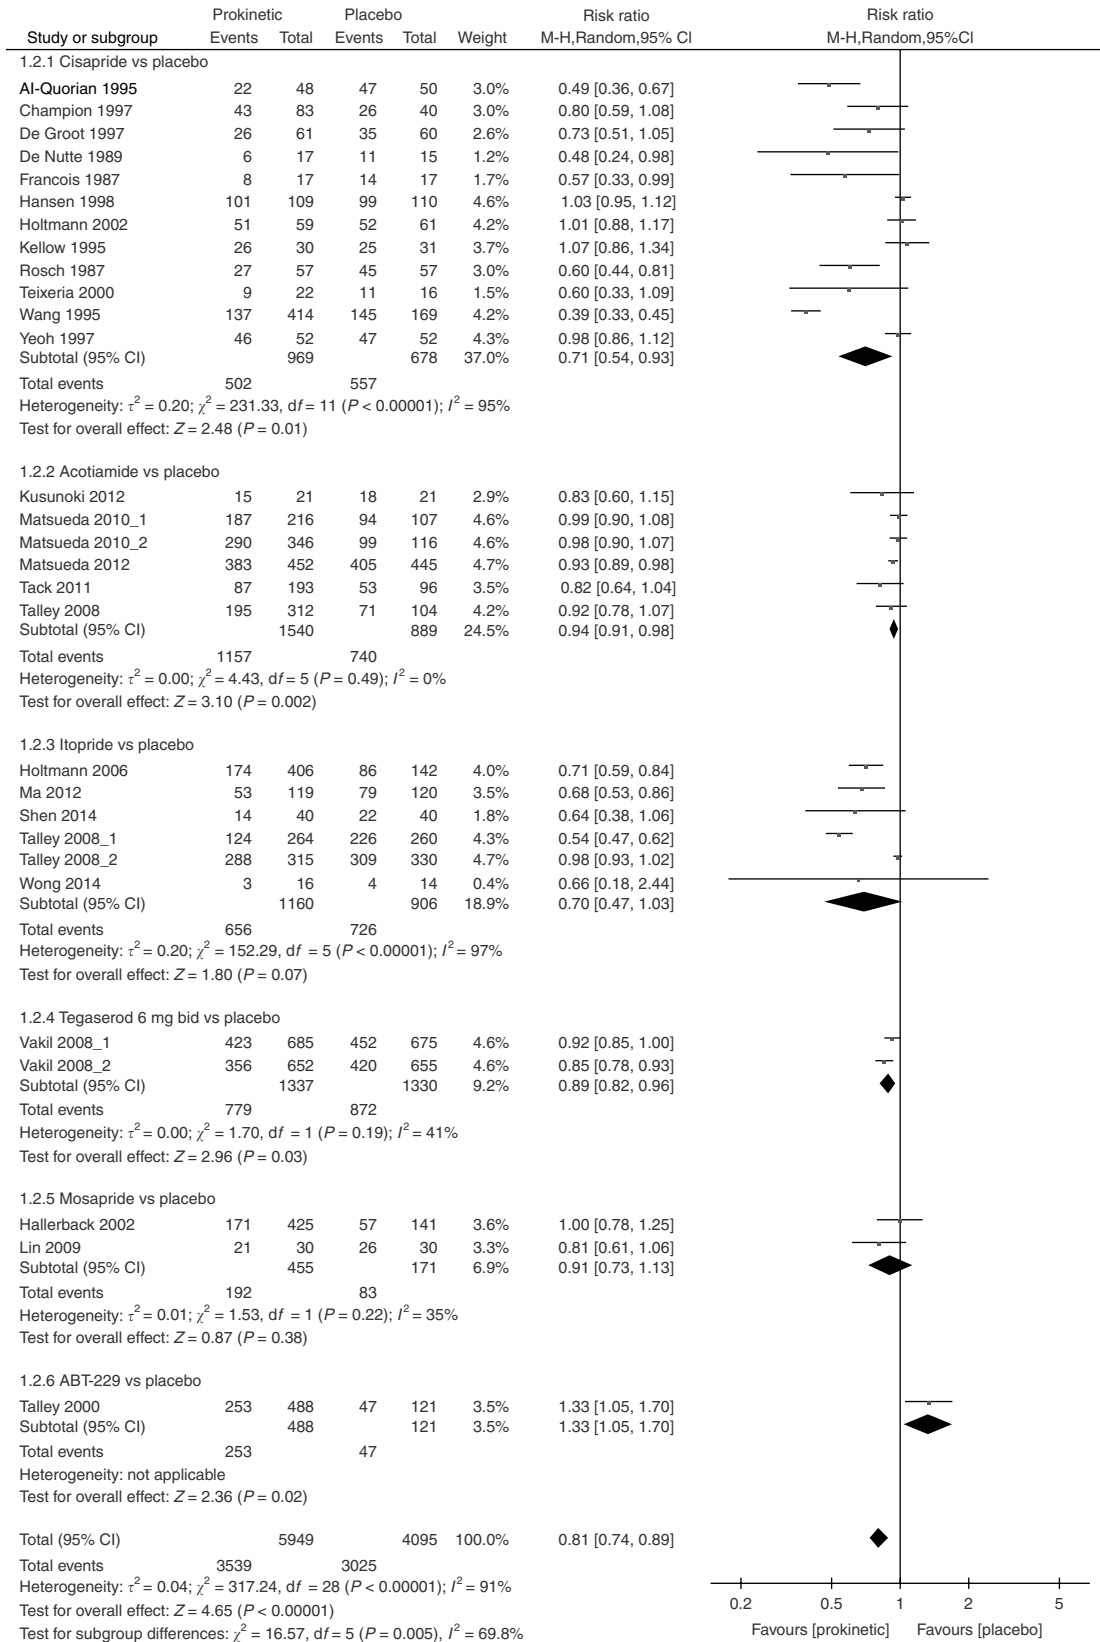 Prokinetic Placebo Risk ratio Risk ratio
Study or subgroup Events Total Events Total Weight M-H,Random,95% CI M-H,Random,95%CI
1.2.1 Cisapride vs placebo
Al-Quorian 1995 22 48 47 50 3.0% 0.49 [0.36, 0.67]
Champion 1997 43 83 26 40 3.0% 0.80 [0.59, 1.08]
De Groot 1997 26 61 35 60 2.6% 0.73 [0.51, 1.05]
De Nutte 1989 6 17 11 15 1.2% 0.48 [0.24, 0.98]
Francois 1987 8 17 14 17 1.7% 0.57 [0.33, 0.99]
Hansen 1998 101 109 99 110 4.6% 1.03 [0.95, 1.12]
Holtmann 2002 51 59 52 61 4.2% 1.01 [0.88, 1.17]
Kellow 1995 26 30 25 31 3.7% 1.07 [0.86, 1.34]
Rosch 1987 27 57 45 57 3.0% 0.60 [0.44, 0.81]
Teixeria 2000 9 22 11 16 1.5% 0.60 [0.33, 1.09]
Wang 1995 137 414 145 169 4.2% 0.39 [0.33, 0.45]
Yeoh 1997 46 52 47 52 4.3% 0.98 [0.86, 1.12]
Subtotal (95% CI) 969 678 37.0% 0.71 [0.54, 0.93]
Total events 502 557
Heterogeneity: τ² = 0.20; χ² = 231.33, df = 11 (P < 0.00001); I² = 95%
Test for overall effect: Z = 2.48 (P = 0.01)
1.2.2 Acotiamide vs placebo
Kusunoki 2012 15 21 18 21 2.9% 0.83 [0.60, 1.15]
Matsueda 2010_1 187 216 94 107 4.6% 0.99 [0.90, 1.08]
Matsueda 2010_2 290 346 99 116 4.6% 0.98 [0.90, 1.07]
Matsueda 2012 383 452 405 445 4.7% 0.93 [0.89, 0.98]
Tack 2011 87 193 53 96 3.5% 0.82 [0.64, 1.04]
Talley 2008 195 312 71 104 4.2% 0.92 [0.78, 1.07]
Subtotal (95% CI) 1540 889 24.5% 0.94 [0.91, 0.98]
Total events 1157 740
Heterogeneity: τ² = 0.00; χ² = 4.43, df = 5 (P = 0.49); I² = 0%
Test for overall effect: Z = 3.10 (P = 0.002)
1.2.3 Itopride vs placebo
Holtmann 2006 174 406 86 142 4.0% 0.71 [0.59, 0.84]
Ma 2012 53 119 79 120 3.5% 0.68 [0.53, 0.86]
Shen 2014 14 40 22 40 1.8% 0.64 [0.38, 1.06]
Talley 2008_1 124 264 226 260 4.3% 0.54 [0.47, 0.62]
Talley 2008_2 288 315 309 330 4.7% 0.98 [0.93, 1.02]
Wong 2014 3 16 4 14 0.4% 0.66 [0.18, 2.44]
Subtotal (95% CI) 1160 906 18.9% 0.70 [0.47, 1.03]
Total events 656 726
Heterogeneity: τ² = 0.20; χ² = 152.29, df = 5 (P < 0.00001); I² = 97%
Test for overall effect: Z = 1.80 (P = 0.07)
1.2.4 Tegaserod 6 mg bid vs placebo
Vakil 2008_1 423 685 452 675 4.6% 0.92 [0.85, 1.00]
Vakil 2008_2 356 652 420 655 4.6% 0.85 [0.78, 0.93]
Subtotal (95% CI) 1337 1330 9.2% 0.89 [0.82, 0.96]
Total events 779 872
Heterogeneity: τ² = 0.00; χ² = 1.70, df = 1 (P = 0.19); I² = 41%
Test for overall effect: Z = 2.96 (P = 0.03)
1.2.5 Mosapride vs placebo
Hallerback 2002 171 425 57 141 3.6% 1.00 [0.78, 1.25]
Lin 2009 21 30 26 30 3.3% 0.81 [0.61, 1.06]
Subtotal (95% CI) 455 171 6.9% 0.91 [0.73, 1.13]
Total events 192 83
Heterogeneity: τ² = 0.01; χ² = 1.53, df = 1 (P = 0.22); I² = 35%
Test for overall effect: Z = 0.87 (P = 0.38)
1.2.6 ABT-229 vs placebo
Talley 2000 253 488 47 121 3.5% 1.33 [1.05, 1.70]
Subtotal (95% CI) 488 121 3.5% 1.33 [1.05, 1.70]
Total events 253 47
Heterogeneity: not applicable
Test for overall effect: Z = 2.36 (P = 0.02)
Total (95% CI) 5949 4095 100.0% 0.81 [0.74, 0.89]
Total events 3539 3025
Heterogeneity: τ² = 0.04; χ² = 317.24, df = 28 (P < 0.00001); I² = 91%
Test for overall effect: Z = 4.65 (P < 0.00001)
Test for subgroup differences: χ² = 16.57, df = 5 (P = 0.005), I² = 69.8%
0.2 0.5 1 2 5
Favours [prokinetic] Favours [placebo]